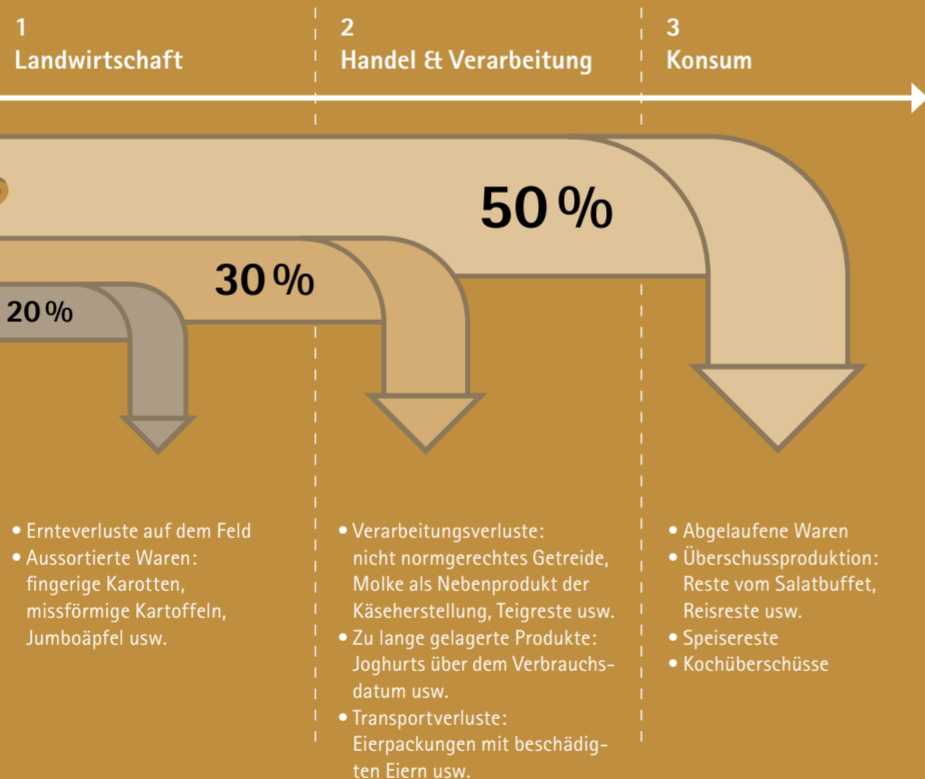 1
Landwirtschaft
2
Handel & Verarbeitung
3
Konsum
50 %
30 %
20 %
• Ernteverluste auf dem Feld
• Aussortierte Waren:
fingerige Karotten,
missförmige Kartoffeln,
Jumboäpfel usw.
• Verarbeitungsverluste:
nicht normgerechtes Getreide,
Molke als Nebenprodukt der
Käseherstellung, Teigreste usw.
• Zu lange gelagerte Produkte:
Joghurts über dem Verbrauchs-
datum usw.
• Transportverluste:
Eierpackungen mit beschädig-
ten Eiern usw.
• Abgelaufene Waren
• Überschussproduktion:
Reste vom Salatbuffet,
Reisreste usw.
• Speisereste
• Kochüberschüsse